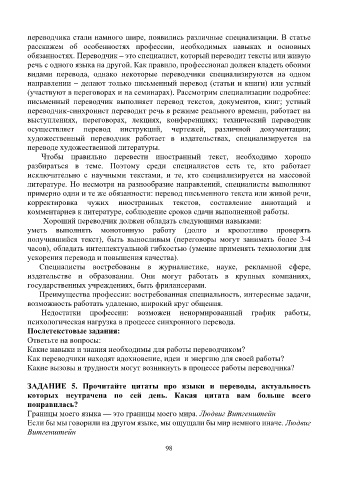 переводчика стали намного шире, появились различные специализации. В статье
расскажем об особенностях профессии, необходимых навыках и основных
обязанностях. Переводчик – это специалист, который переводит тексты или живую
речь с одного языка на другой. Как правило, профессионал должен владеть обоими
видами перевода, однако некоторые переводчики специализируются на одном
направлении – делают только письменный перевод (статьи и книги) или устный
(участвуют в переговорах и на семинарах). Рассмотрим специализации подробнее:
письменный переводчик выполняет перевод текстов, документов, книг; устный
переводчик-синхронист переводит речь в режиме реального времени, работает на
выступлениях, переговорах, лекциях, конференциях; технический переводчик
осуществляет перевод инструкций, чертежей, различной документации;
художественный переводчик работает в издательствах, специализируется на
переводе художественной литературы.
Чтобы правильно перевести иностранный текст, необходимо хорошо
разбираться в теме. Поэтому среди специалистов есть те, кто работает
исключительно с научными текстами, и те, кто специализируется на массовой
литературе. Но несмотря на разнообразие направлений, специалисты выполняют
примерно одни и те же обязанности: перевод письменного текста или живой речи,
корректировка чужих иностранных текстов, составление аннотаций и
комментариев к литературе, соблюдение сроков сдачи выполненной работы.
Хороший переводчик должен обладать следующими навыками:
уметь выполнять монотонную работу (долго и кропотливо проверять
получившийся текст), быть выносливым (переговоры могут занимать более 3-4
часов), обладать интеллектуальной гибкостью (умение применять технологии для
ускорения перевода и повышения качества).
Специалисты востребованы в журналистике, науке, рекламной сфере,
издательстве и образовании. Они могут работать в крупных компаниях,
государственных учреждениях, быть фрилансерами.
Преимущества профессии: востребованная специальность, интересные задачи,
возможность работать удаленно, широкий круг общения.
Недостатки профессии: возможен ненормированный график работы,
психологическая нагрузка в процессе синхронного перевода.
Послетекстовые задания:
Ответьте на вопросы:
Какие навыки и знания необходимы для работы переводчиком?
Как переводчики находят вдохновение, идеи и энергию для своей работы?
Какие вызовы и трудности могут возникнуть в процессе работы переводчика?
ЗАДАНИЕ 5. Прочитайте цитаты про языки и переводы, актуальность
которых неутрачена по сей день. Какая цитата вам больше всего
понравилась?
Границы моего языка — это границы моего мира. Людвиг Витгенштейн
Если бы мы говорили на другом языке, мы ощущали бы мир немного иначе. Людвиг
Витгенштейн
98